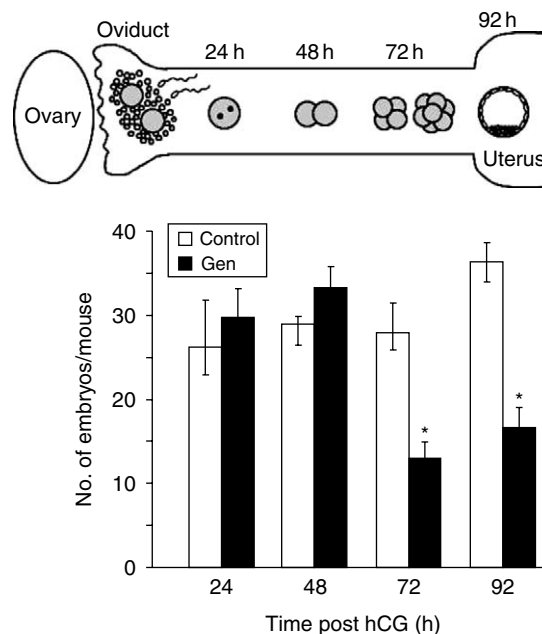 92 h
Oviduct
24 h 48 h 72 h
Ovary
Uterus
No. of embryos/mouse
40
30
20
10
0
Control
Gen
*
*
24 48 72 92
Time post hCG (h)